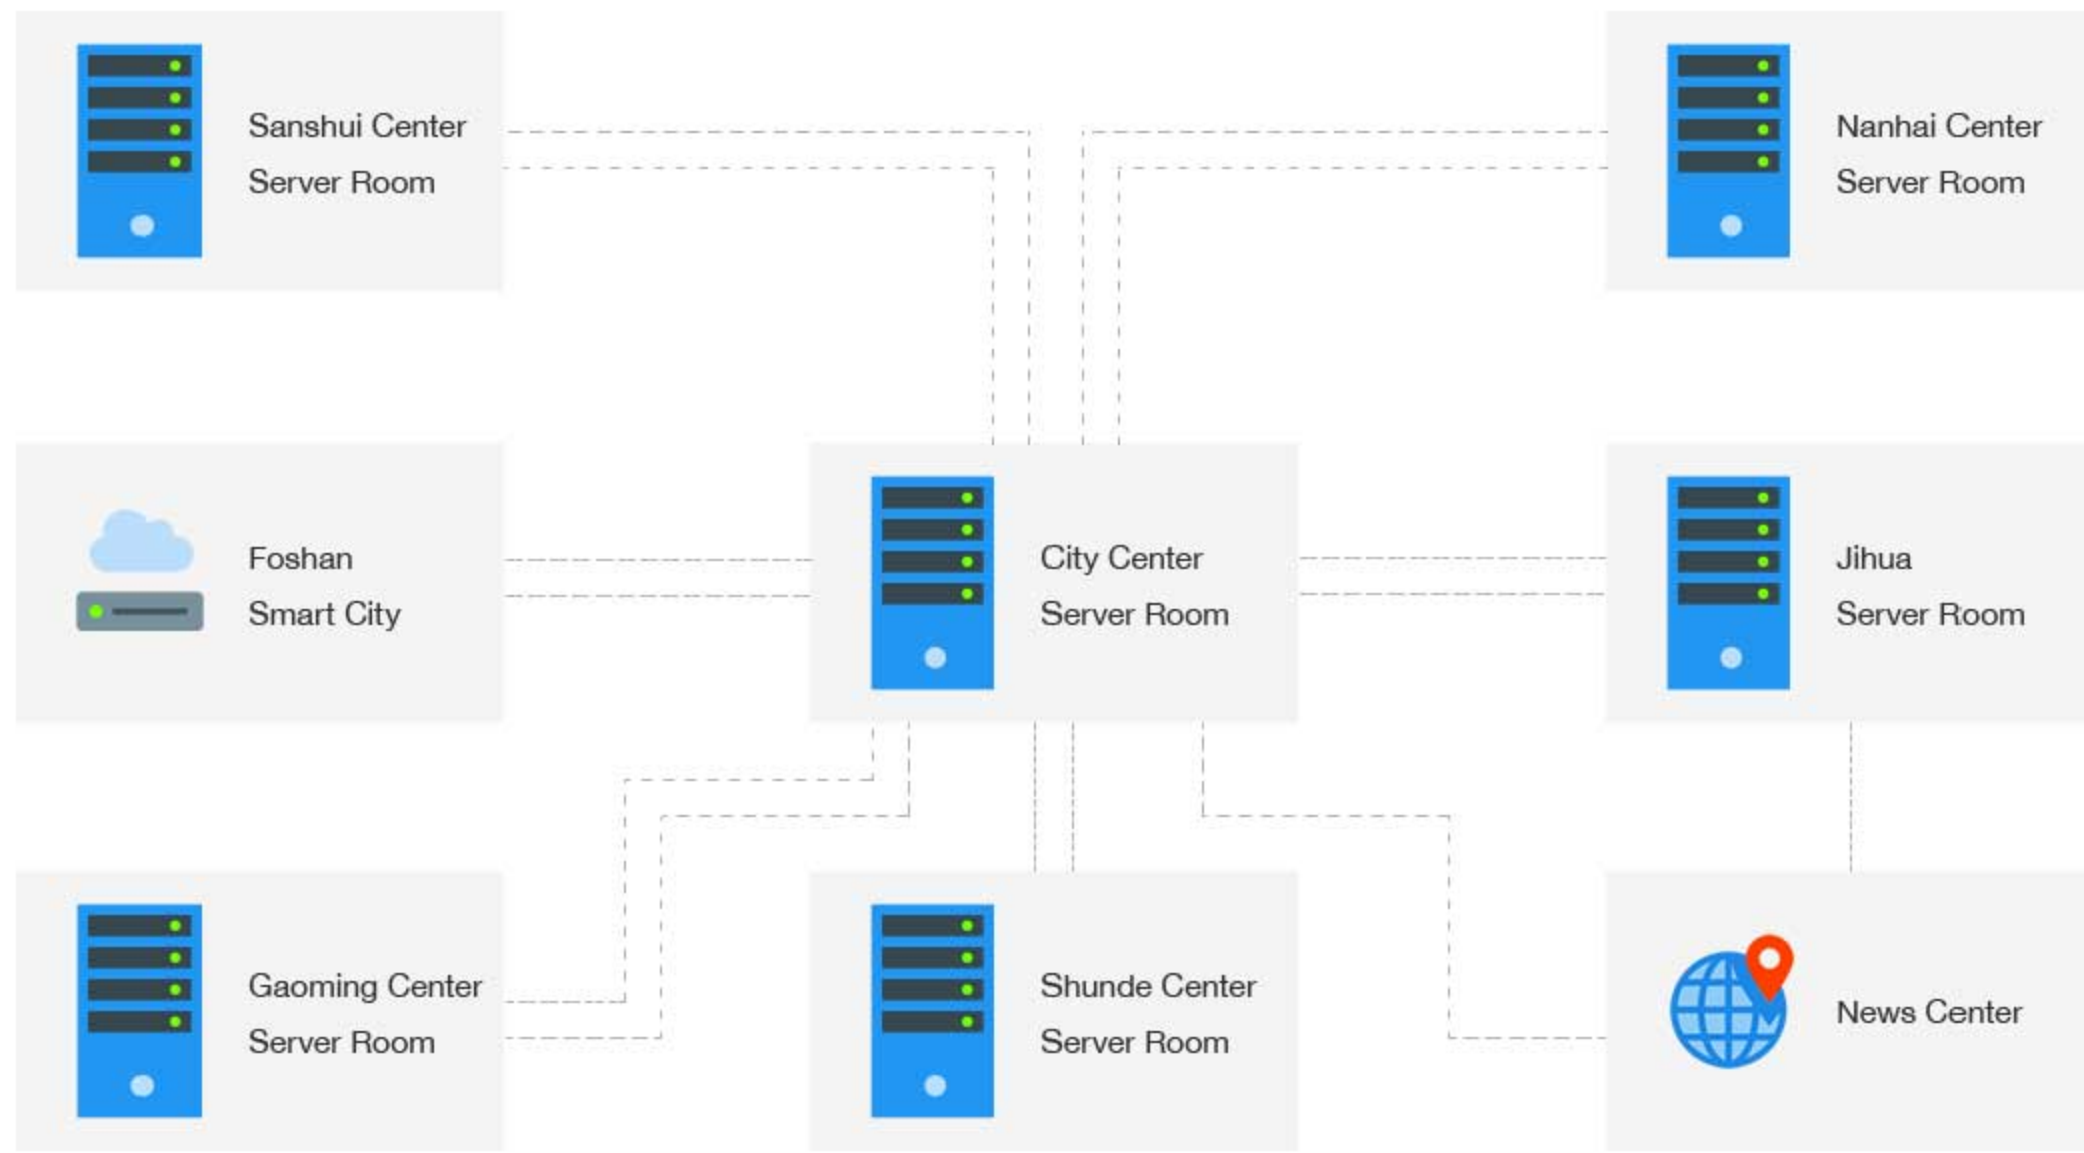 Sanshui Center
Server Room
Nanhai Center
Server Room
Foshan
Smart City
City Center
Server Room
Jihua
Server Room
Gaoming Center
Server Room
Shunde Center
Server Room
News Center